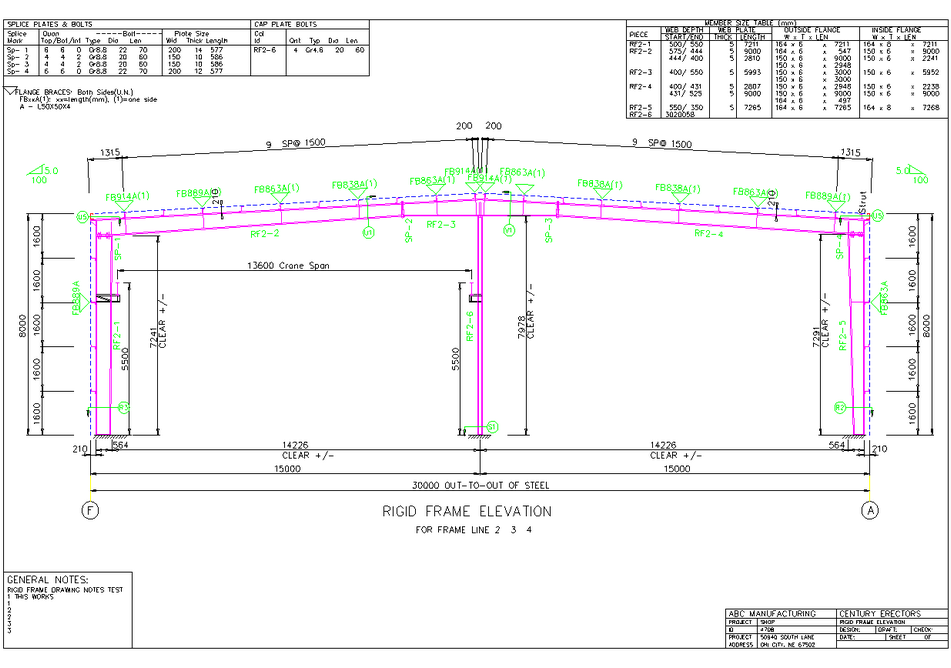 SPLICE PLATES & BOLTS
Splice Quan ------Bolt------ Plate Size
Mark Top/Bot/Int Type Dia Len Wid Thick Length
Sp- 1 6 6 0 Gr8.8 22 70 200 14 577
Sp- 2 4 4 2 Gr8.8 20 60 150 10 586
Sp- 3 4 4 2 Gr8.8 20 60 150 10 586
Sp- 4 6 6 0 Gr8.8 22 70 200 12 577
CAP PLATE BOLTS
Col
Id Qnt Typ Dia Len
RF2-6 4 Gr4.6 20 60
MEMBER SIZE TABLE (mm)
WEB DEPTH WEB PLATE OUTSIDE FLANGE INSIDE FLANGE
PIECE START/END THICK LENGTH W x T x LEN W x T x LEN
RF2-1 500/ 550 5 7211 164 x 6 x 7211 164 x 8 x 7211
RF2-2 575/ 444 5 9000 164 x 6 x 547 150 x 6 x 9000
444/ 400 5 2810 150 x 6 x 9000 150 x 6 x 2241
150 x 6 x 2948
RF2-3 400/ 550 5 5993 150 x 6 x 3000 150 x 6 x 5952
150 x 6 x 3000
RF2-4 400/ 431 5 2807 150 x 6 x 2948 150 x 6 x 2238
431/ 525 5 9000 150 x 6 x 9000 150 x 6 x 9000
164 x 6 x 497
RF2-5 550/ 350 5 7265 164 x 6 x 7265 164 x 8 x 7268
RF2-6 3020058
FLANGE BRACES: Both Sides(U.N.)
FBxxA(1): xx=length(mm), (1)=one side
A - L50X50X4
200 200
1315 9 SP@ 1500 9 SP@ 1500 1315
5.0
100
5.0
100
FB914A(1) FB889A(1) FB863A(1) FB838A(1) FB863A(1) FB863A(1) FB838A(1) FB838A(1) FB863A(1) FB889A(1)
210 210
Strut
SP-1 RF2-2 SP-2 RF2-3 SP-3 RF2-4 SP-4
13600 Crane Span
1600
1600
1600
1600
1600
8000
FB889A
RF2-1
7241
CLEAR +/-
5500
5500
RF2-6
7978
CLEAR +/-
7291
CLEAR +/-
RF2-5
FB863A
1600
1600
1600
1600
1600
8000
210 564 14226 14226 564 210
CLEAR +/- CLEAR +/-
15000 15000
30000 OUT-TO-OUT OF STEEL
F A
RIGID FRAME ELEVATION
FOR FRAME LINE 2 3 4
GENERAL NOTES:
RIGID FRAME DRAWING NOTES TEST
1 THIS WORKS
1
2
2
3
3
ABC MANUFACTURING CENTURY ERECTORS
PROJECT SHOP RIGID FRAME ELEVATION
ID 4708 DESIGN: DRAFT: CHECK:
PROJECT 50840 SOUTH LANE DATE: SHEET OF
ADDRESS OHI CITY, NE 67502